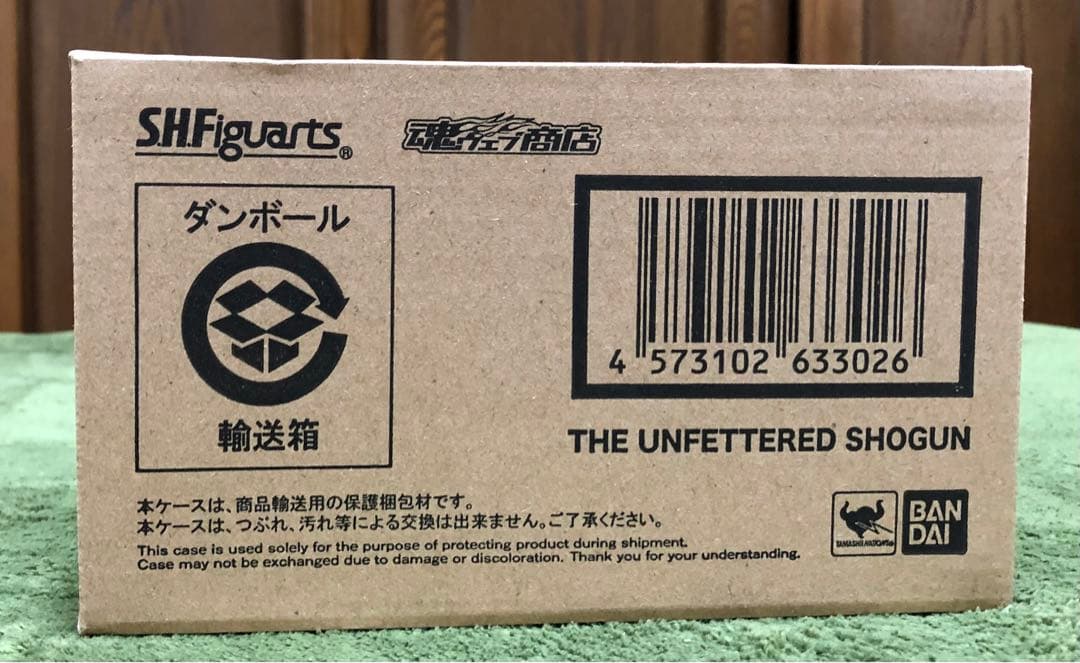 S.H.Figuarts®
魂ウェブ商店
ダンボール
輸送箱
4 573102 633026
THE UNFETTERED SHOGUN
本ケースは、商品輸送用の保護梱包材です。
本ケースは、つぶれ、汚れ等による交換は出来ません。ご了承ください。
This case is used solely for the purpose of protecting product during shipment.
Case may not be exchanged due to damage or discoloration. Thank you for your understanding.
TAMASHII NATIONS
BAN
DAI